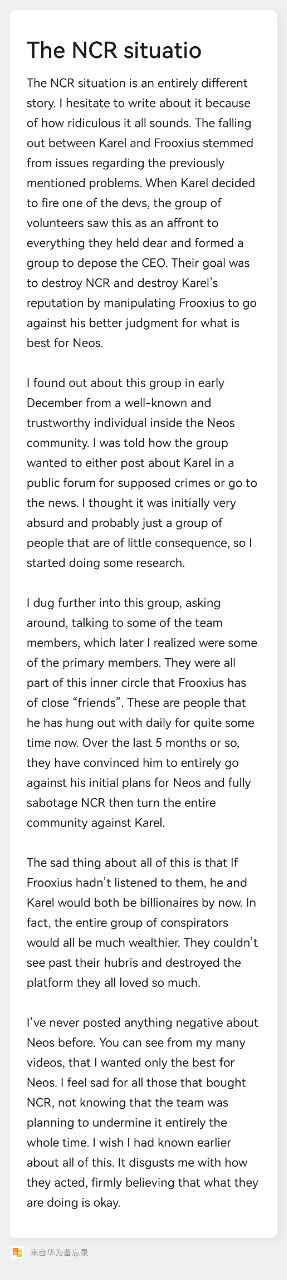 The NCR situatio
The NCR situation is an entirely different
story. I hesitate to write about it because
of how ridiculous it all sounds. The falling
out between Karel and Frooxius stemmed
from issues regarding the previously
mentioned problems. When Karel decided
to fire one of the devs, the group of
volunteers saw this as an affront to
everything they held dear and formed a
group to depose the CEO. Their goal was
to destroy NCR and destroy Karel's
reputation by manipulating Frooxius to go
against his better judgment for what is
best for Neos.
I found out about this group in early
December from a well-known and
trustworthy individual inside the Neos
community. I was told how the group
wanted to either post about Karel in a
public forum for supposed crimes or go to
the news. I thought it was initially very
absurd and probably just a group of
people that are of little consequence, so I
started doing some research.
I dug further into this group, asking
around, talking to some of the team
members, which later I realized were some
of the primary members. They were all
part of this inner circle that Frooxius has
of close “friends”. These are people that
he has hung out with daily for quite some
time now. Over the last 5 months or so,
they have convinced him to entirely go
against his initial plans for Neos and fully
sabotage NCR then turn the entire
community against Karel.
The sad thing about all of this is that If
Frooxius hadn't listened to them, he and
Karel would both be billionaires by now. In
fact, the entire group of conspirators
would all be much wealthier. They couldn't
see past their hubris and destroyed the
platform they all loved so much.
I've never posted anything negative about
Neos before. You can see from my many
videos, that I wanted only the best for
Neos. I feel sad for all those that bought
NCR, not knowing that the team was
planning to undermine it entirely the
whole time. I wish I had known earlier
about all of this. It disgusts me with how
they acted, firmly believing that what they
are doing is okay.
来自华为备忘录